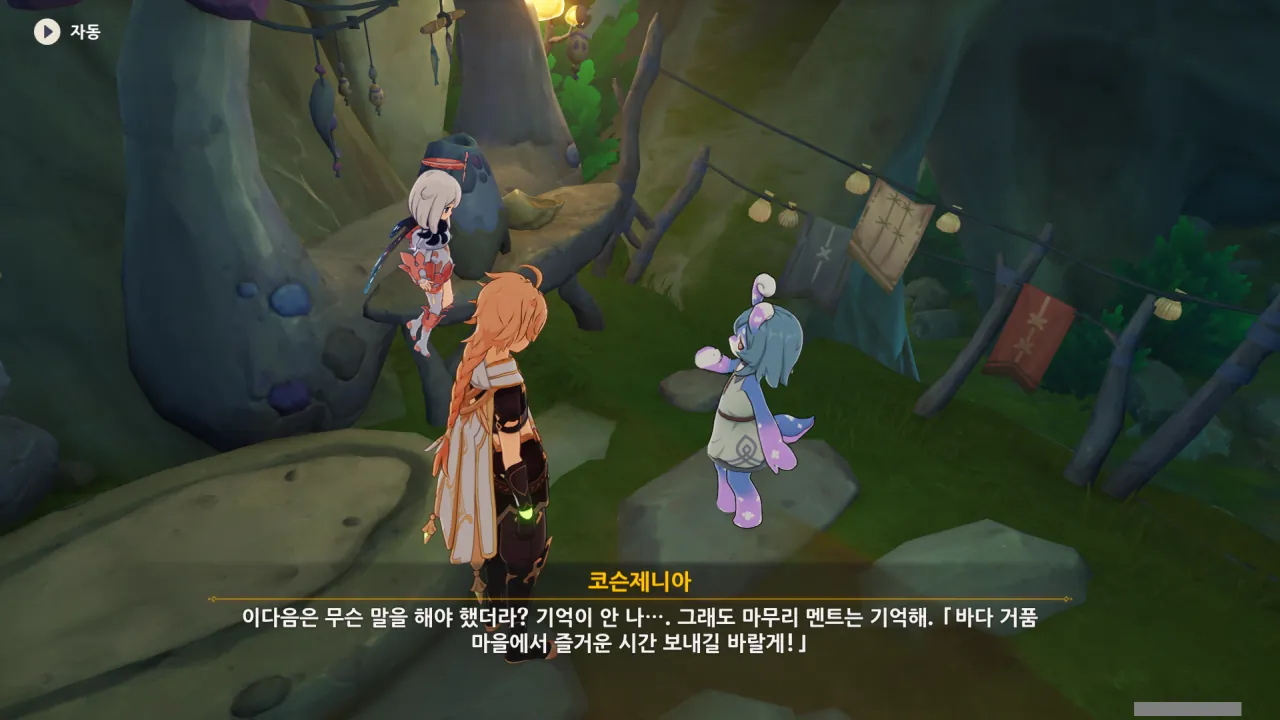 자동
코슨제니아
이다음은 무슨 말을 해야 했더라? 기억이 안 나…. 그래도 마무리 멘트는 기억해. 「바다 거품
마을에서 즐거운 시간 보내길 바랄게!」